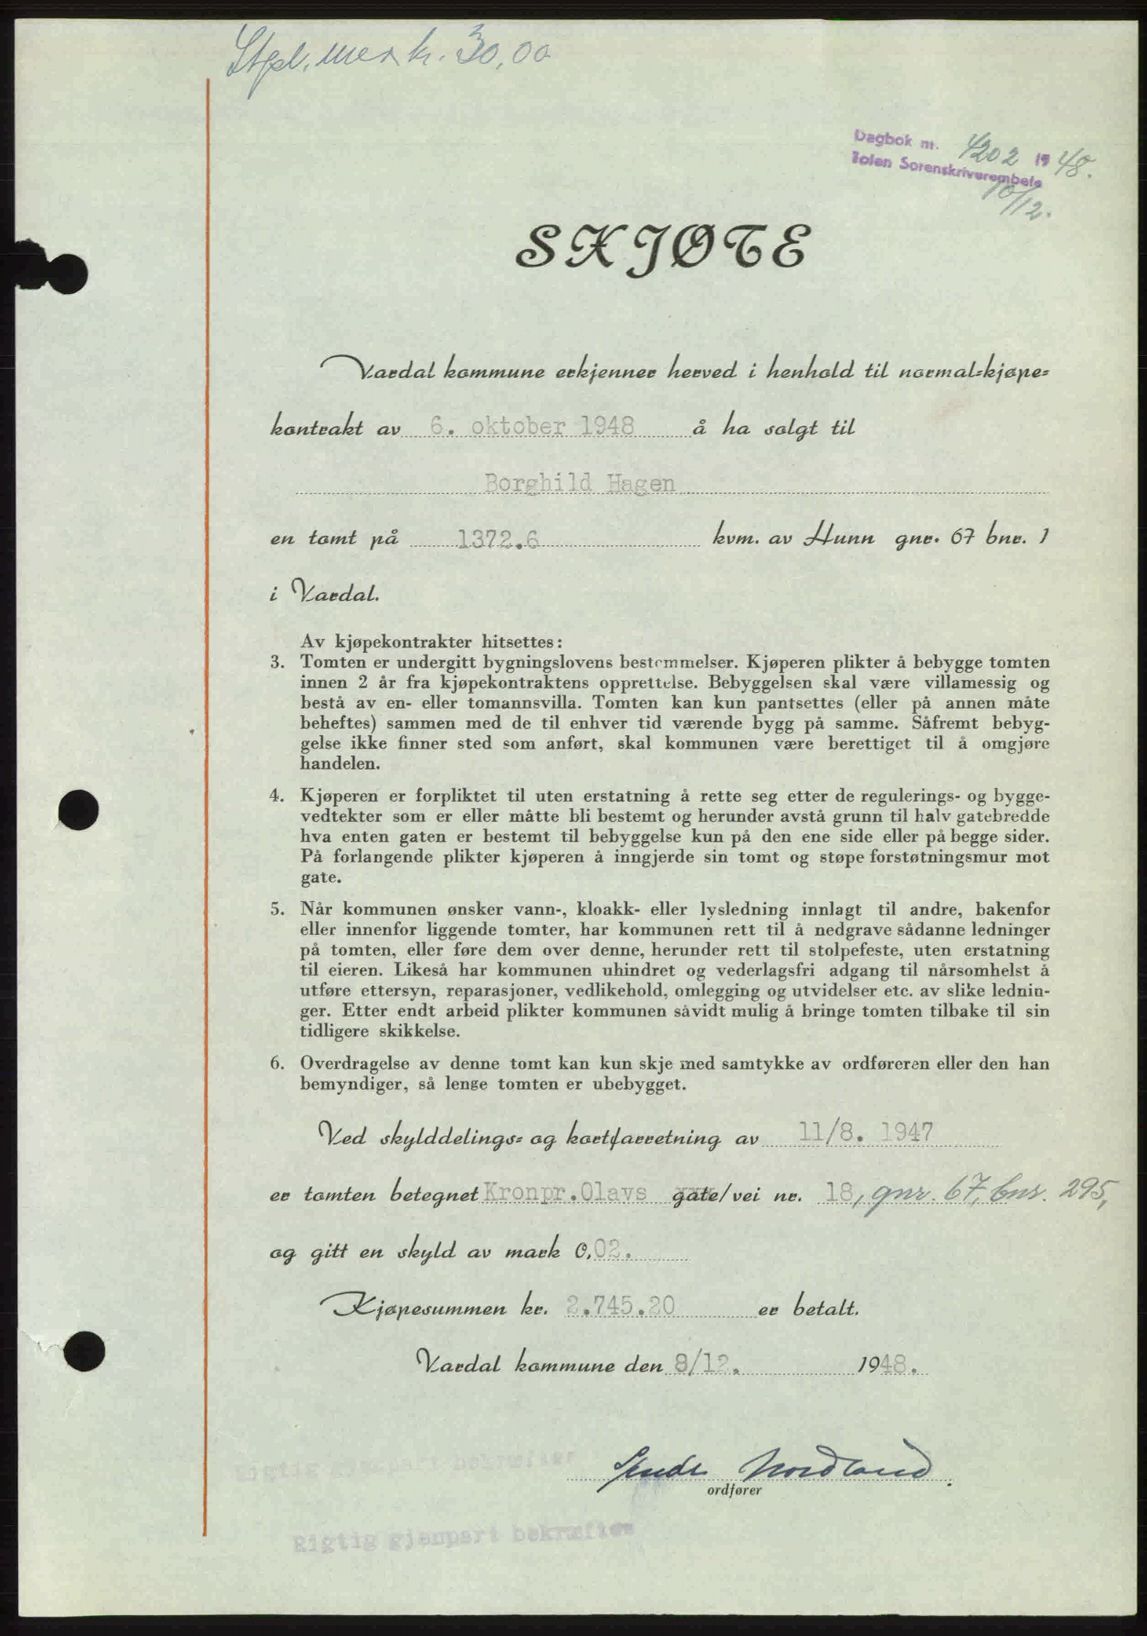 Stpl.merk. 30,00
Dagbok nr. 4202 1948.
Toten Sorenskriverembete
10/12.
SKJØTE
Vardal kommune erkjenner herved i henhold til normal=kjøpe=
kontrakt av 6. oktober 1948 å ha solgt til
Borghild Hagen
en tomt på 1372.6 kvm. av Hunn gnr. 67 bnr. 1
i Vardal.
Av kjøpekontrakter hitsettes:
3. Tomten er undergitt bygningslovens bestemmelser. Kjøperen plikter å bebygge tomten
innen 2 år fra kjøpekontraktens opprettelse. Bebyggelsen skal være villamessig og
bestå av en- eller tomannsvilla. Tomten kan kun pantsettes (eller på annen måte
beheftes) sammen med de til enhver tid værende bygg på samme. Såfremt bebyg-
gelse ikke finner sted som anført, skal kommunen være berettiget til å omgjøre
handelen.
4. Kjøperen er forpliktet til uten erstatning å rette seg etter de regulerings- og bygge-
vedtekter som er eller måtte bli bestemt og herunder avstå grunn til halv gatebredde
hva enten gaten er bestemt til bebyggelse kun på den ene side eller på begge sider.
På forlangende plikter kjøperen å inngjerde sin tomt og støpe forstøtningsmur mot
gate.
5. Når kommunen ønsker vann-, kloakk- eller lysledning innlagt til andre, bakenfor
eller innenfor liggende tomter, har kommunen rett til å nedgrave sådanne ledninger
på tomten, eller føre dem over denne, herunder rett til stolpefeste, uten erstatning
til eieren. Likeså har kommunen uhindret og vederlagsfri adgang til nårsomhelst å
utføre ettersyn, reparasjoner, vedlikehold, omlegging og utvidelser etc. av slike lednin-
ger. Etter endt arbeid plikter kommunen såvidt mulig å bringe tomten tilbake til sin
tidligere skikkelse.
6. Overdragelse av denne tomt kan kun skje med samtykke av ordføreren eller den han
bemyndiger, så lenge tomten er ubebygget.
Ved skylddelings= og kartforretning av 11/8. 1947
er tomten betegnet Kronpr.Olavs gate/vei nr. 18, gnr. 67, bnr. 295,
og gitt en skyld av mark 0,02.
Kjøpesummen kr. 2.745.20 er betalt.
Vardal kommune den 8/12. 1948.
Nordland
ordfører
Rigtig gjenpart bekræftes
Rigtig gjenpart bekræftes